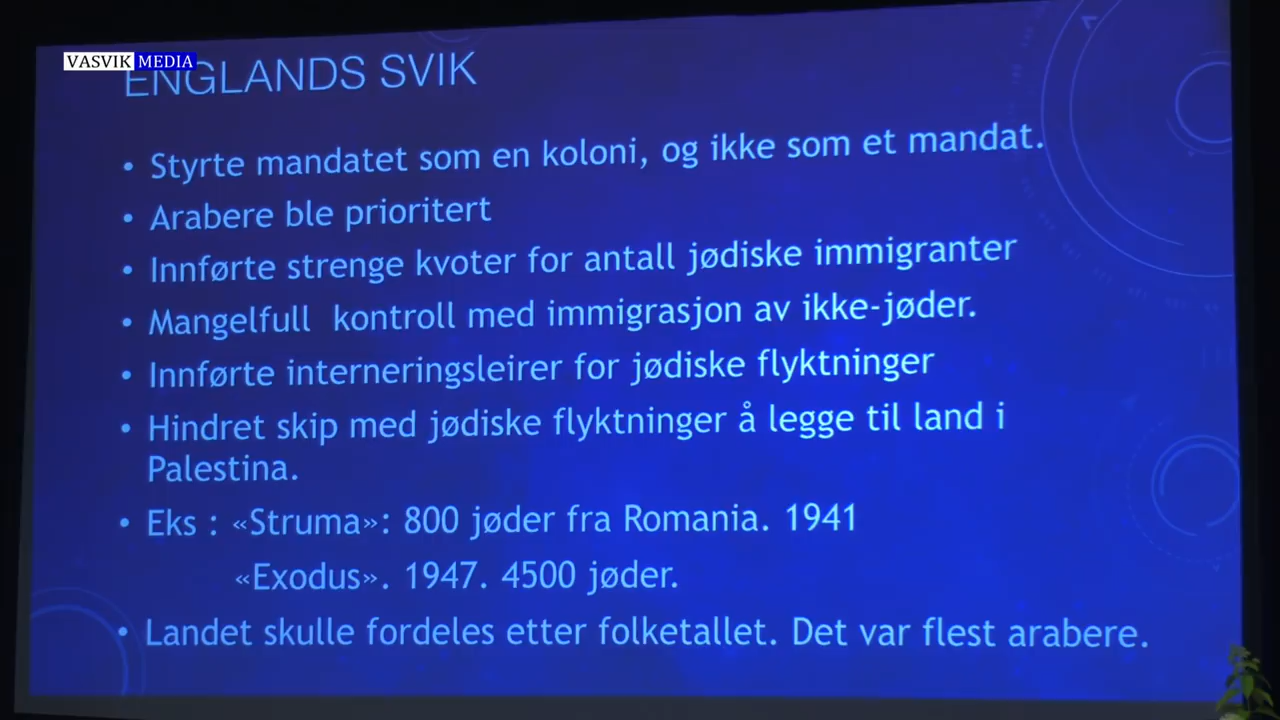 VASVIK MEDIA
ENGLANDS SVIK
• Styrte mandatet som en koloni, og ikke som et mandat.
• Arabere ble prioritert
• Innførte strenge kvoter for antall jødiske immigranter
• Mangelfull  kontroll med immigrasjon av ikke-jøder.
• Innførte interneringsleirer for jødiske flyktninger
• Hindret skip med jødiske flyktninger å legge til land i
Palestina.
• Eks : «Struma»: 800 jøder fra Romania. 1941
«Exodus». 1947. 4500 jøder.
• Landet skulle fordeles etter folketallet. Det var flest arabere.